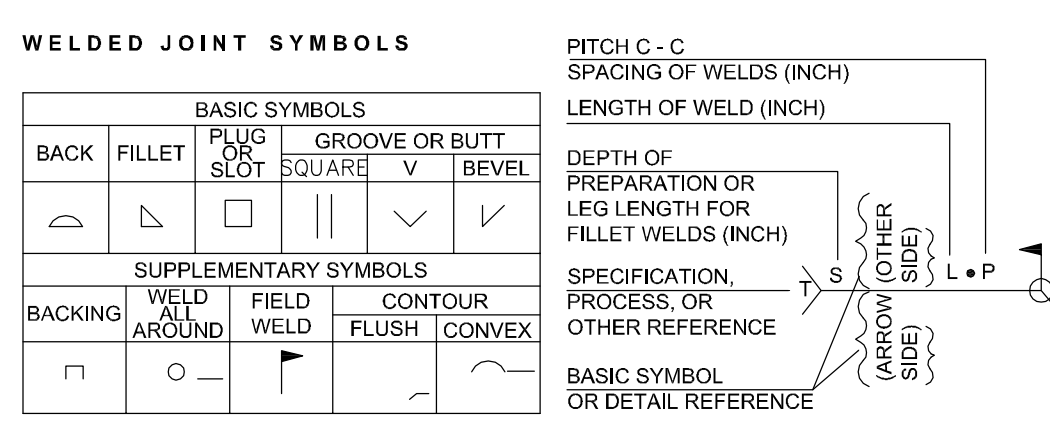 WELDED JOINT SYMBOLS
BASIC SYMBOLS
BACK
FILLET
PLUG
OR
SLOT
GROOVE OR BUTT
SQUARE
V
BEVEL
SUPPLEMENTARY SYMBOLS
BACKING
WELD
ALL
AROUND
FIELD
WELD
CONTOUR
FLUSH
CONVEX
PITCH C - C
SPACING OF WELDS (INCH)
LENGTH OF WELD (INCH)
DEPTH OF
PREPARATION OR
LEG LENGTH FOR
FILLET WELDS (INCH)
SPECIFICATION,
PROCESS, OR
OTHER REFERENCE
BASIC SYMBOL
OR DETAIL REFERENCE
T
S
(OTHER
SIDE)
(ARROW
SIDE)
L • P